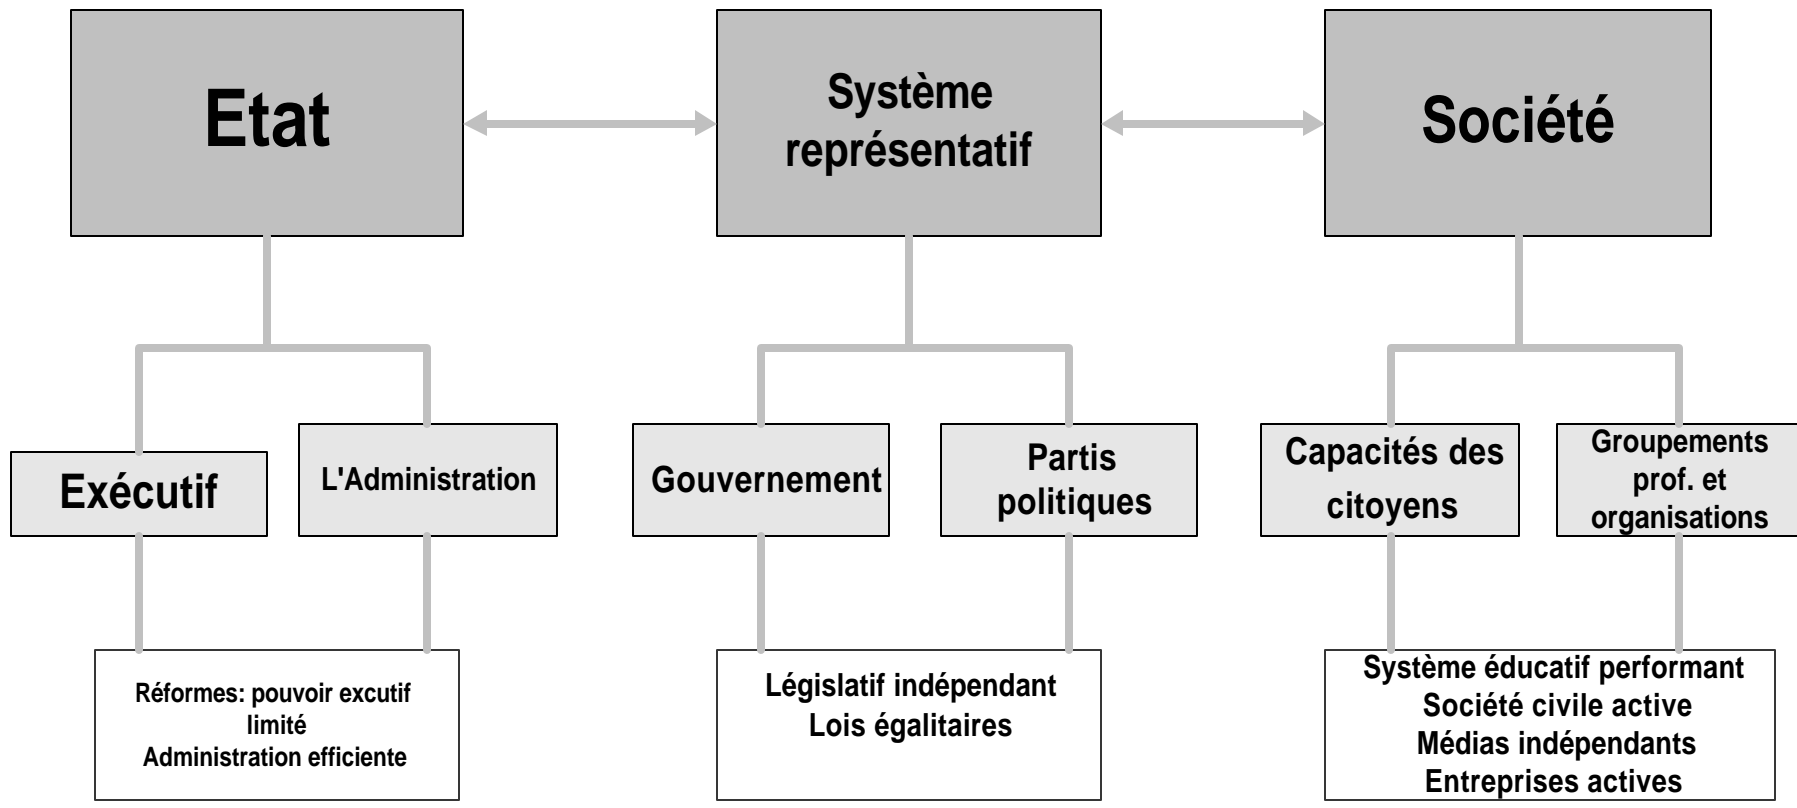 Etat
Système
représentatif
Société
Exécutif
L'Administration
Gouvernement
Partis
politiques
Capacités des
citoyens
Groupements
prof. et
organisations
Réformes: pouvoir excutif
limité
Administration efficiente
Législatif indépendant
Lois égalitaires
Système éducatif performant
Société civile active
Médias indépendants
Entreprises actives